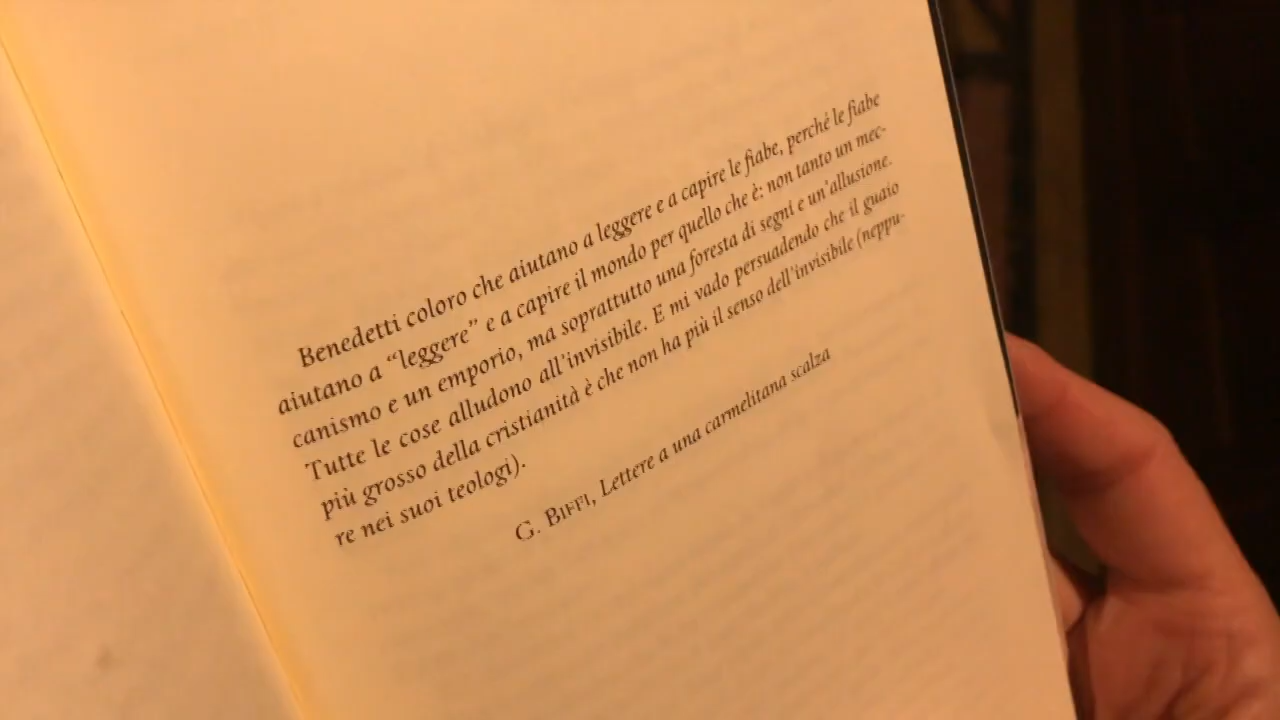 Benedetti coloro che aiutano a leggere e a capire le fiabe, perché le fiabe
aiutano a “leggere” e a capire il mondo per quello che è: non tanto un mec-
canismo e un emporio, ma soprattutto una foresta di segni e un’allusione.
Tutte le cose alludono all’invisibile. E mi vado persuadendo che il guaio
più grosso della cristianità è che non ha più il senso dell’invisibile (neppu-
re nei suoi teologi).
G. BIFFI, Lettere a una carmelitana scalza